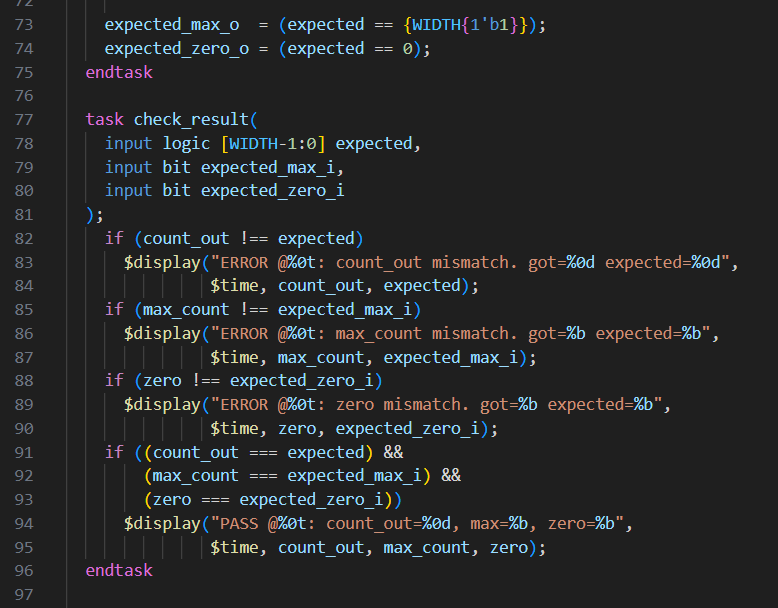 72
73 expected_max_o  = (expected == {WIDTH{1'b1}});
74 expected_zero_o = (expected == 0);
75 endtask
76
77 task check_result(
78 input logic [WIDTH-1:0] expected,
79 input bit expected_max_i,
80 input bit expected_zero_i
81 );
82 if (count_out !== expected)
83 $display("ERROR @%0t: count_out mismatch. got=%0d expected=%0d",
84 $time, count_out, expected);
85 if (max_count !== expected_max_i)
86 $display("ERROR @%0t: max_count mismatch. got=%b expected=%b",
87 $time, max_count, expected_max_i);
88 if (zero !== expected_zero_i)
89 $display("ERROR @%0t: zero mismatch. got=%b expected=%b",
90 $time, zero, expected_zero_i);
91 if ((count_out === expected) &&
92 (max_count === expected_max_i) &&
93 (zero === expected_zero_i))
94 $display("PASS @%0t: count_out=%0d, max=%b, zero=%b",
95 $time, count_out, max_count, zero);
96 endtask
97